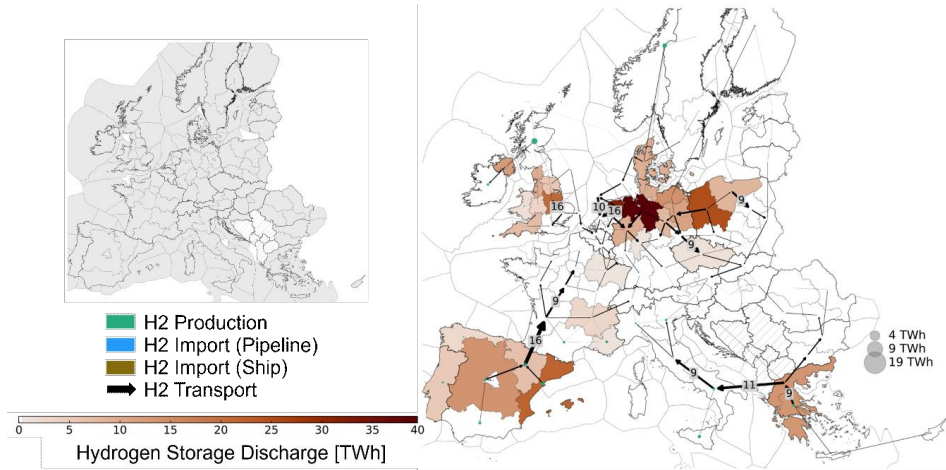 H2 Production
H2 Import (Pipeline)
H2 Import (Ship)
H2 Transport
0 5 10 15 20 25 30 35 40
Hydrogen Storage Discharge [TWh]
16
10
16
9
9
9
16
9
11
9
4 TWh
9 TWh
19 TWh